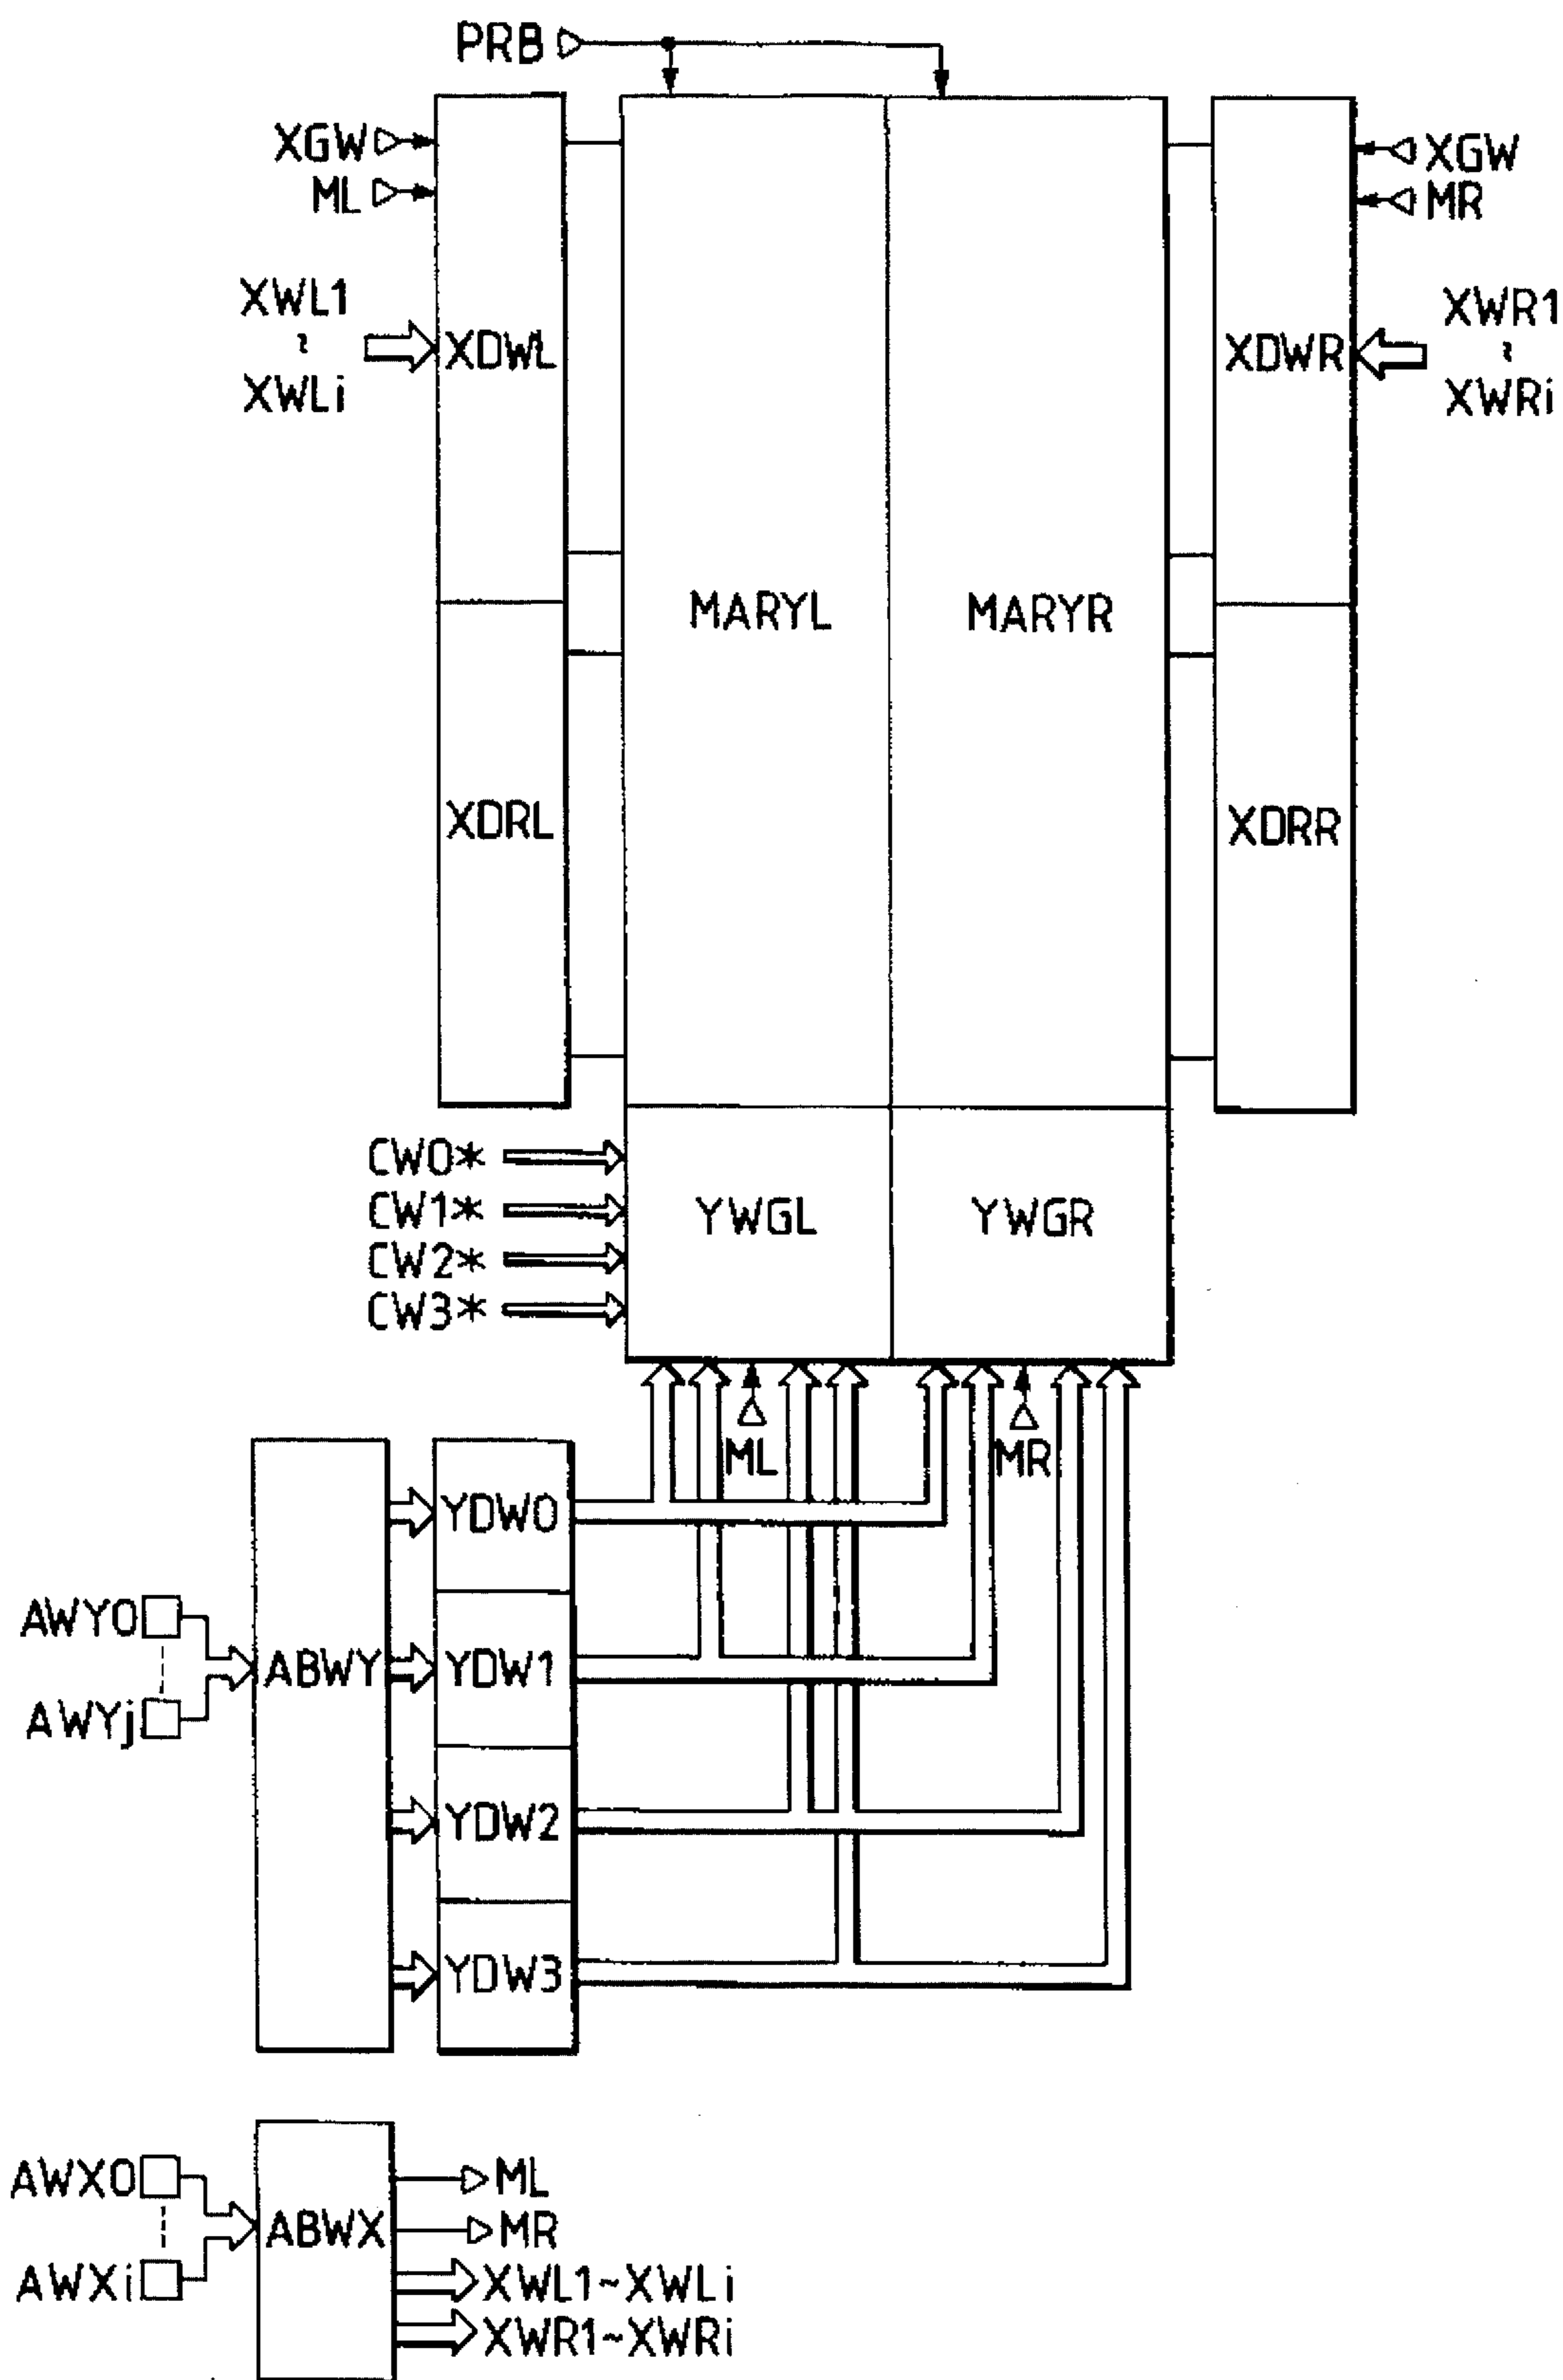 PRB
XGW
ML
XWL1
~
XWLi
XDWL
XDRL
MARYL
MARYR
XGW
MR
XWR1
~
XWRi
XDWR
XDRR
CW0*
CW1*
CW2*
CW3*
YWGL
YWGR
ML
MR
AWY0
AWYj
ABWY
YDW0
YDW1
YDW2
YDW3
AWX0
AWXi
ABWX
ML
MR
XWL1~XWLi
XWR1~XWRi